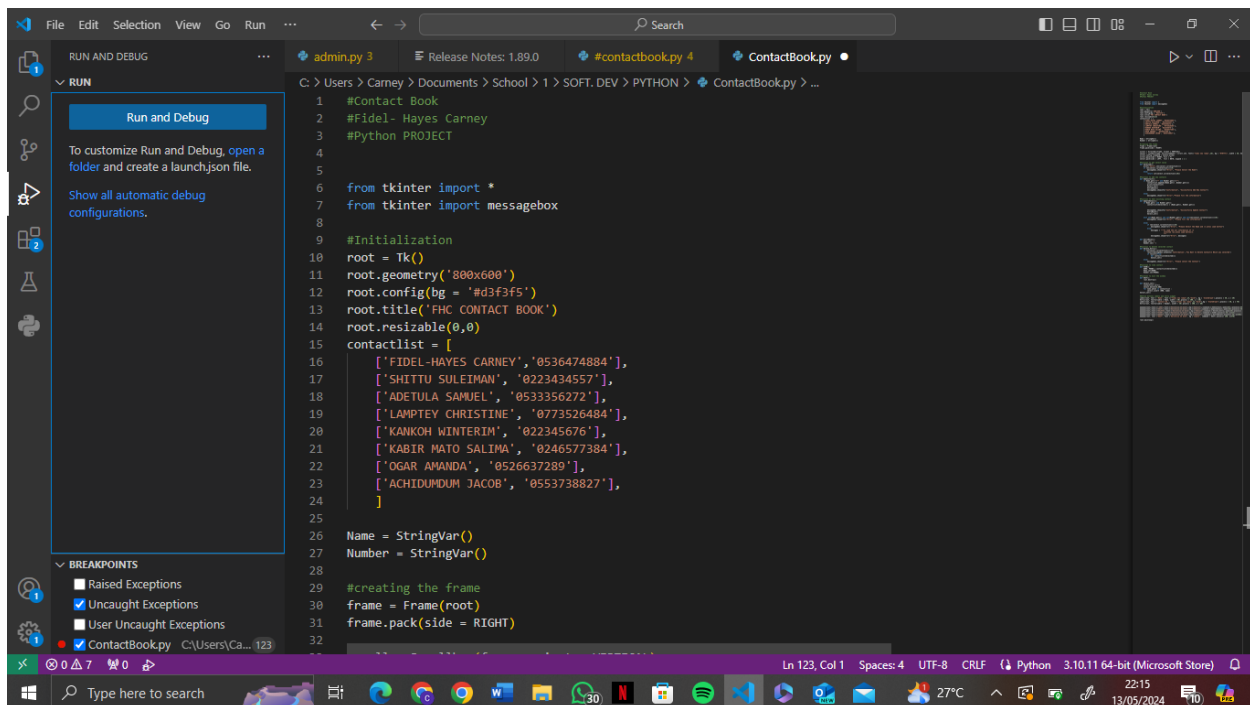 File Edit Selection View Go Run ··· Search
RUN AND DEBUG ··· admin.py 3 Release Notes: 1.89.0 #contactbook.py 4 ContactBook.py
RUN
C: > Users > Carney > Documents > School > 1 > SOFT. DEV > PYTHON > ContactBook.py > ...
Run and Debug
To customize Run and Debug, open a
folder and create a launch.json file.
Show all automatic debug
configurations.
1 #Contact Book
2 #Fidel- Hayes Carney
3 #Python PROJECT
4
5
6 from tkinter import *
7 from tkinter import messagebox
8
9 #Initialization
10 root = Tk()
11 root.geometry('800x600')
12 root.config(bg = '#d3f3f5')
13 root.title('FHC CONTACT BOOK')
14 root.resizable(0,0)
15 contactlist = [
16 ['FIDEL-HAYES CARNEY','0536474884'],
17 ['SHITTU SULEIMAN', '0223434557'],
18 ['ADETULA SAMUEL', '0533356272'],
19 ['LAMPTEY CHRISTINE', '0773526484'],
20 ['KANKOH WINTERIM', '022345676'],
21 ['KABIR MATO SALIMA', '0246577384'],
22 ['OGAR AMANDA', '0526637289'],
23 ['ACHIDUMDUM JACOB', '0553738827'],
24 ]
25
26 Name = StringVar()
27 Number = StringVar()
28
29 #creating the frame
30 frame = Frame(root)
31 frame.pack(side = RIGHT)
32
BREAKPOINTS
Raised Exceptions
Uncaught Exceptions
User Uncaught Exceptions
ContactBook.py C:\Users\Ca... 123
0 7 0 Ln 123, Col 1 Spaces: 4 UTF-8 CRLF Python 3.10.11 64-bit (Microsoft Store)
Type here to search 30 27°C 22:15
13/05/2024 10